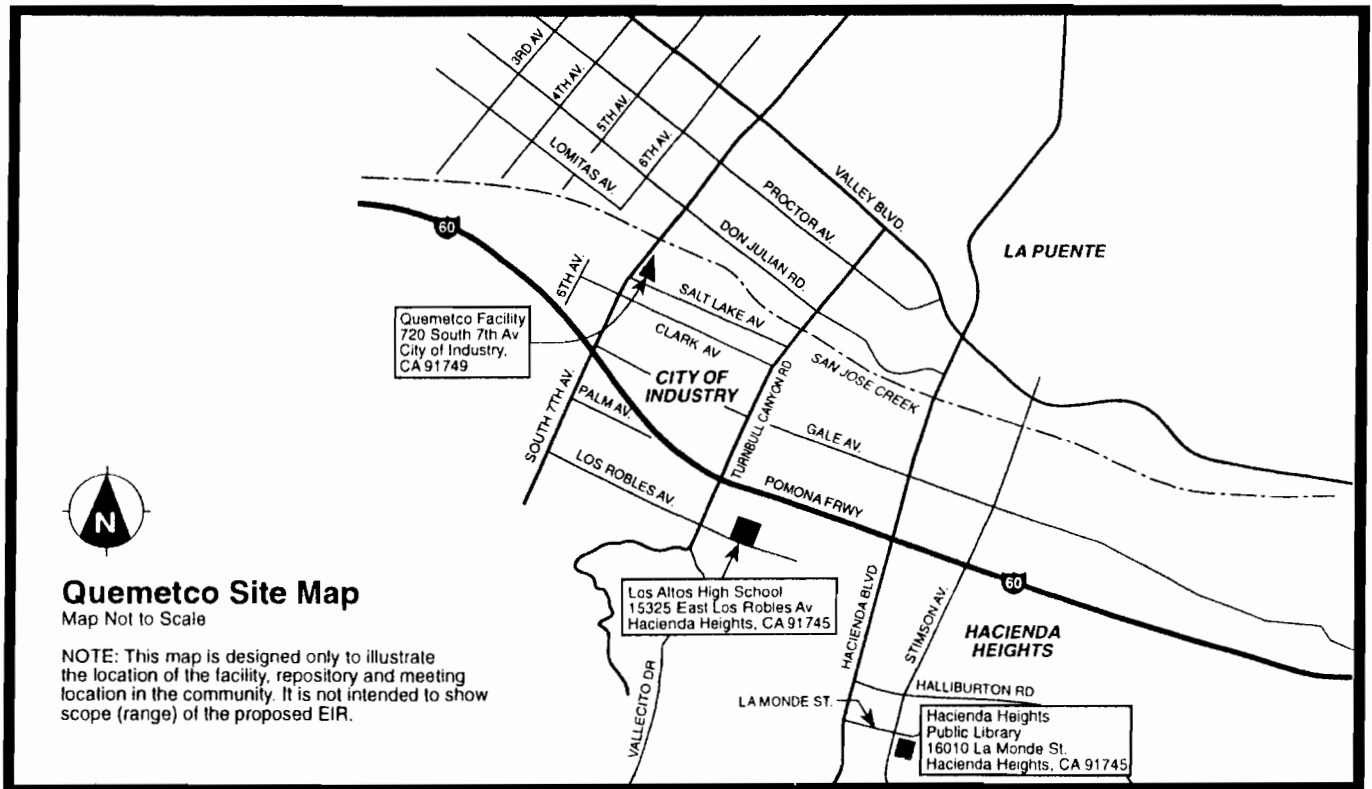 3RD AV
4TH AV.
5TH AV.
6TH AV.
LOMITAS AV.
VALLEY BLVD.
PROCTOR AV.
DON JULIAN RD.
LA PUENTE
60
6TH AV.
SALT LAKE AV
CLARK AV
Quemetco Facility
720 South 7th Av
City of Industry,
CA 91749
CITY OF
INDUSTRY
SAN JOSE CREEK
TURNBULL CANYON RD
SOUTH 7TH AV.
PALM AV.
GALE AV.
LOS ROBLES AV.
POMONA FRWY
N
Quemetco Site Map
Map Not to Scale
NOTE: This map is designed only to illustrate
the location of the facility, repository and meeting
location in the community. It is not intended to show
scope (range) of the proposed EIR.
Los Altos High School
15325 East Los Robles Av
Hacienda Heights, CA 91745
60
HACIENDA BLVD
STIMSON AV.
HACIENDA
HEIGHTS
VALLECITO DR
HALLIBURTON RD
LA MONDE ST.
Hacienda Heights
Public Library
16010 La Monde St.
Hacienda Heights, CA 91745